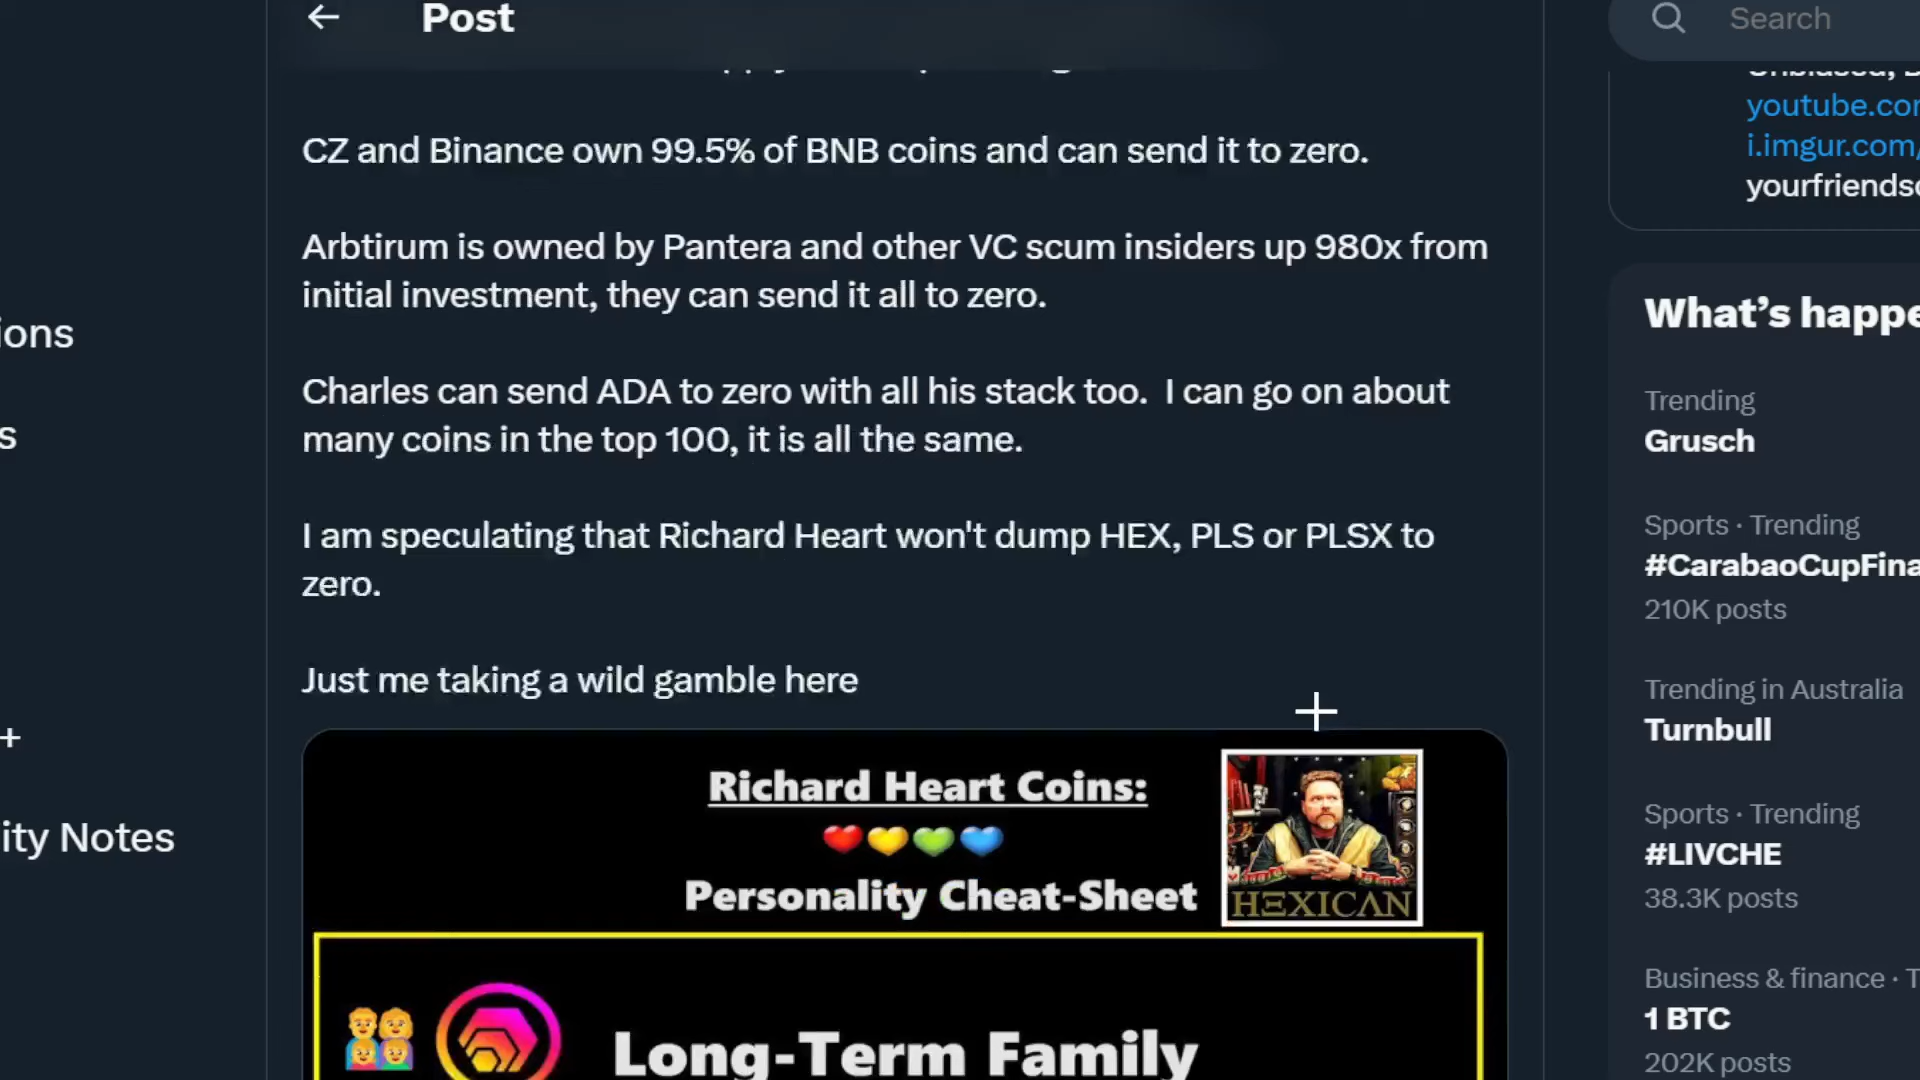 Post
Search
CZ and Binance own 99.5% of BNB coins and can send it to zero.
Arbtirum is owned by Pantera and other VC scum insiders up 980x from
initial investment, they can send it all to zero.
Charles can send ADA to zero with all his stack too.  I can go on about
many coins in the top 100, it is all the same.
I am speculating that Richard Heart won't dump HEX, PLS or PLSX to
zero.
Just me taking a wild gamble here
Richard Heart Coins:
Personality Cheat-Sheet
HEXICAN
Long-Term Family
ions
s
+
ity Notes
youtube.co
i.imgur.com/
yourfriends
What's happe
Trending
Grusch
Sports · Trending
#CarabaoCupFina
210K posts
Trending in Australia
Turnbull
Sports · Trending
#LIVCHE
38.3K posts
Business & finance · T
1 BTC
202K posts